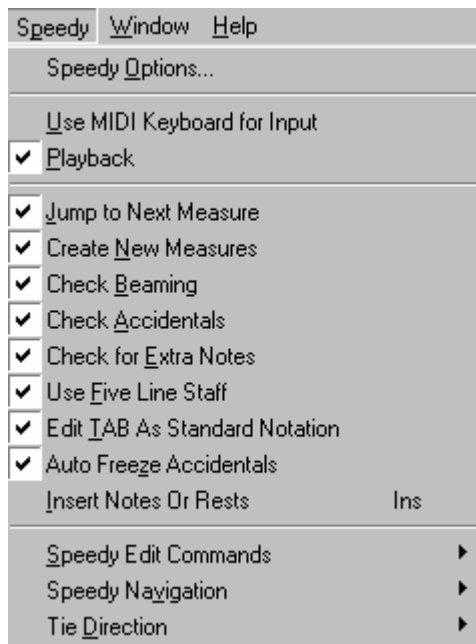 Speedy Window Help
Speedy Options...
Use MIDI Keyboard for Input
Playback
Jump to Next Measure
Create New Measures
Check Beaming
Check Accidentals
Check for Extra Notes
Use Five Line Staff
Edit TAB As Standard Notation
Auto Freeze Accidentals
Insert Notes Or Rests Ins
Speedy Edit Commands
Speedy Navigation
Tie Direction